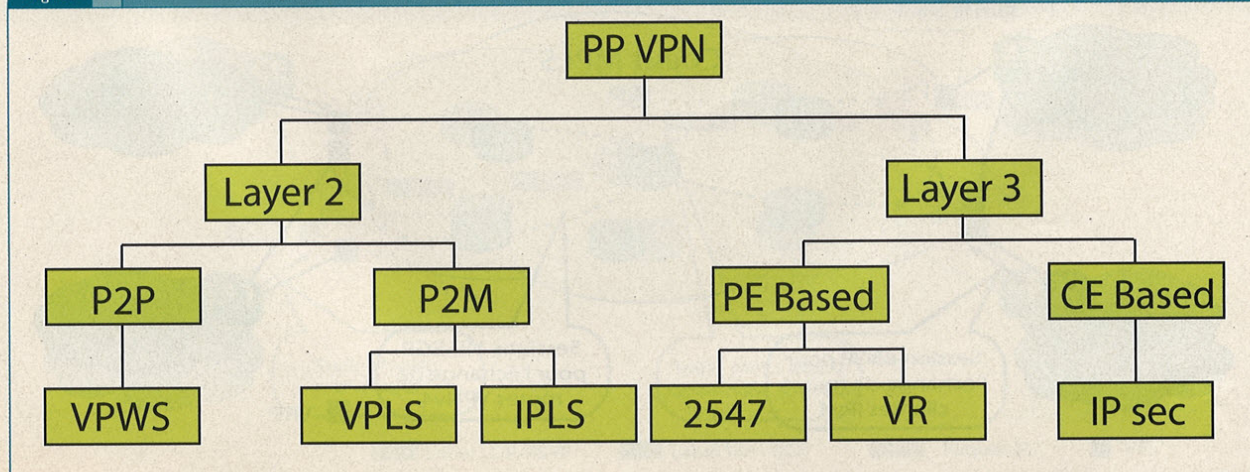 PP VPN
Layer 2
Layer 3
P2P
P2M
PE Based
CE Based
VPWS
VPLS
IPLS
2547
VR
IP sec